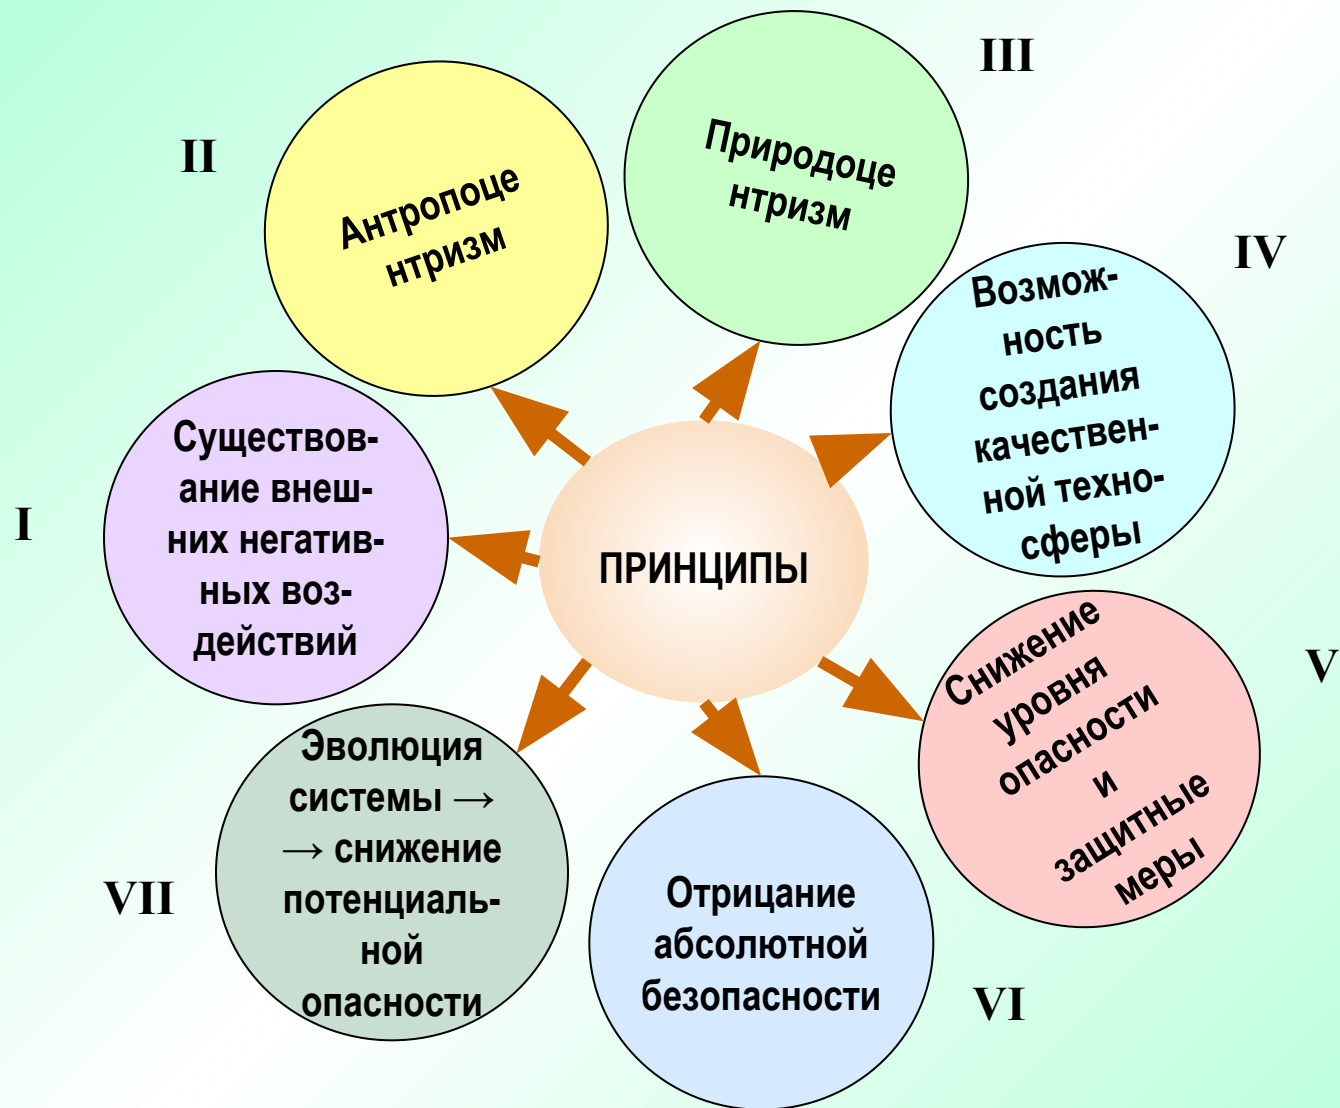 ПРИНЦИПЫ
I
Существов-
ание внеш-
них негатив-
ных воз-
действий
II
Антропоце
нтризм
III
Природоце
нтризм
IV
Возмож-
ность
создания
качествен-
ной техно-
сферы
V
Снижение
уровня
опасности
и
защитные
меры
VI
Отрицание
абсолютной
безопасности
VII
Эволюция
системы →
→ снижение
потенциаль-
ной
опасности